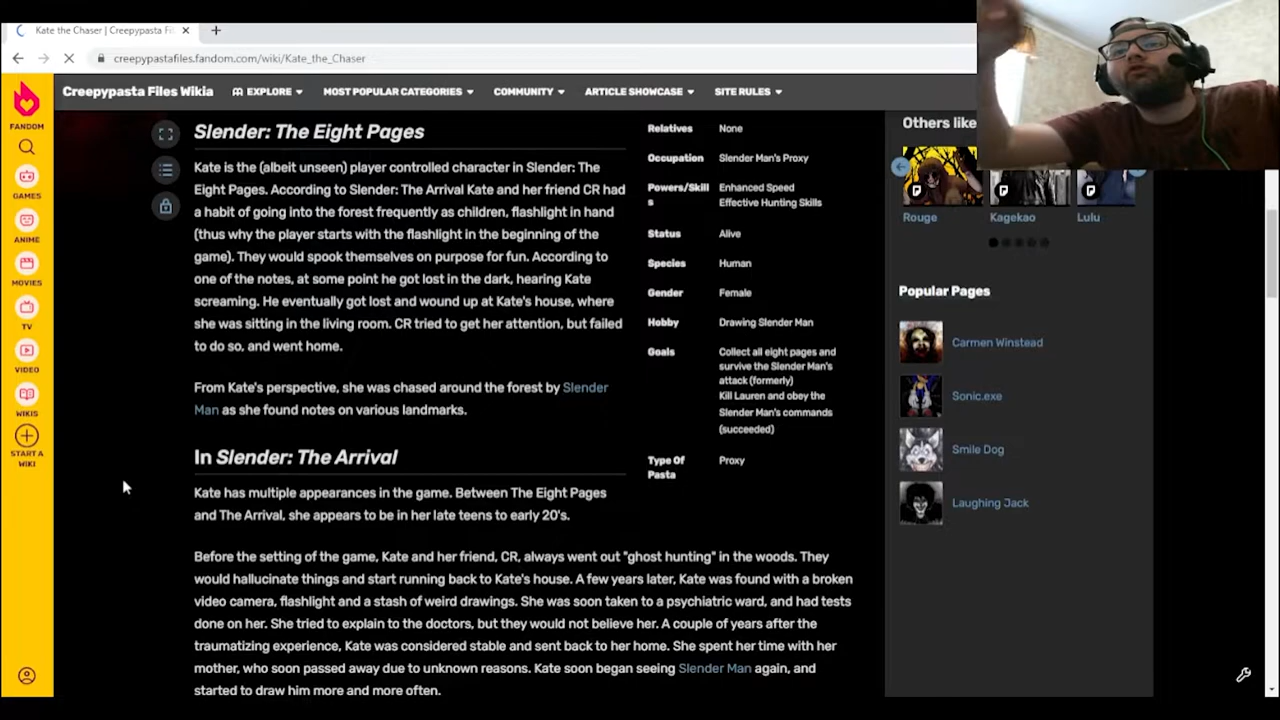 Kate the Chaser | Creepypasta Fi
creepypastafiles.fandom.com/wiki/Kate_the_Chaser
FANDOM
GAMES
ANIME
MOVIES
TV
VIDEO
WIKIS
START A
WIKI
Creepypasta Files Wikia
EXPLORE
MOST POPULAR CATEGORIES
COMMUNITY
ARTICLE SHOWCASE
SITE RULES
Slender: The Eight Pages
Kate is the (albeit unseen) player controlled character in Slender: The
Eight Pages. According to Slender: The Arrival Kate and her friend CR had
a habit of going into the forest frequently as children, flashlight in hand
(thus why the player starts with the flashlight in the beginning of the
game). They would spook themselves on purpose for fun. According to
one of the notes, at some point he got lost in the dark, hearing Kate
screaming. He eventually got lost and wound up at Kate's house, where
she was sitting in the living room. CR tried to get her attention, but failed
to do so, and went home.
From Kate's perspective, she was chased around the forest by Slender
Man as she found notes on various landmarks.
In Slender: The Arrival
Kate has multiple appearances in the game. Between The Eight Pages
and The Arrival, she appears to be in her late teens to early 20's.
Before the setting of the game, Kate and her friend, CR, always went out "ghost hunting" in the woods. They
would hallucinate things and start running back to Kate's house. A few years later, Kate was found with a broken
video camera, flashlight and a stash of weird drawings. She was soon taken to a psychiatric ward, and had tests
done on her. She tried to explain to the doctors, but they would not believe her. A couple of years after the
traumatizing experience, Kate was considered stable and sent back to her home. She spent her time with her
mother, who soon passed away due to unknown reasons. Kate soon began seeing Slender Man again, and
started to draw him more and more often.
Relatives None
Occupation Slender Man's Proxy
Powers/Skill
s
Enhanced Speed
Effective Hunting Skills
Status Alive
Species Human
Gender Female
Hobby Drawing Slender Man
Goals Collect all eight pages and
survive the Slender Man's
attack (formerly)
Kill Lauren and obey the
Slender Man's commands
(succeeded)
Type Of
Pasta
Proxy
Others like
Rouge
Kagekao
Lulu
Popular Pages
Carmen Winstead
Sonic.exe
Smile Dog
Laughing Jack